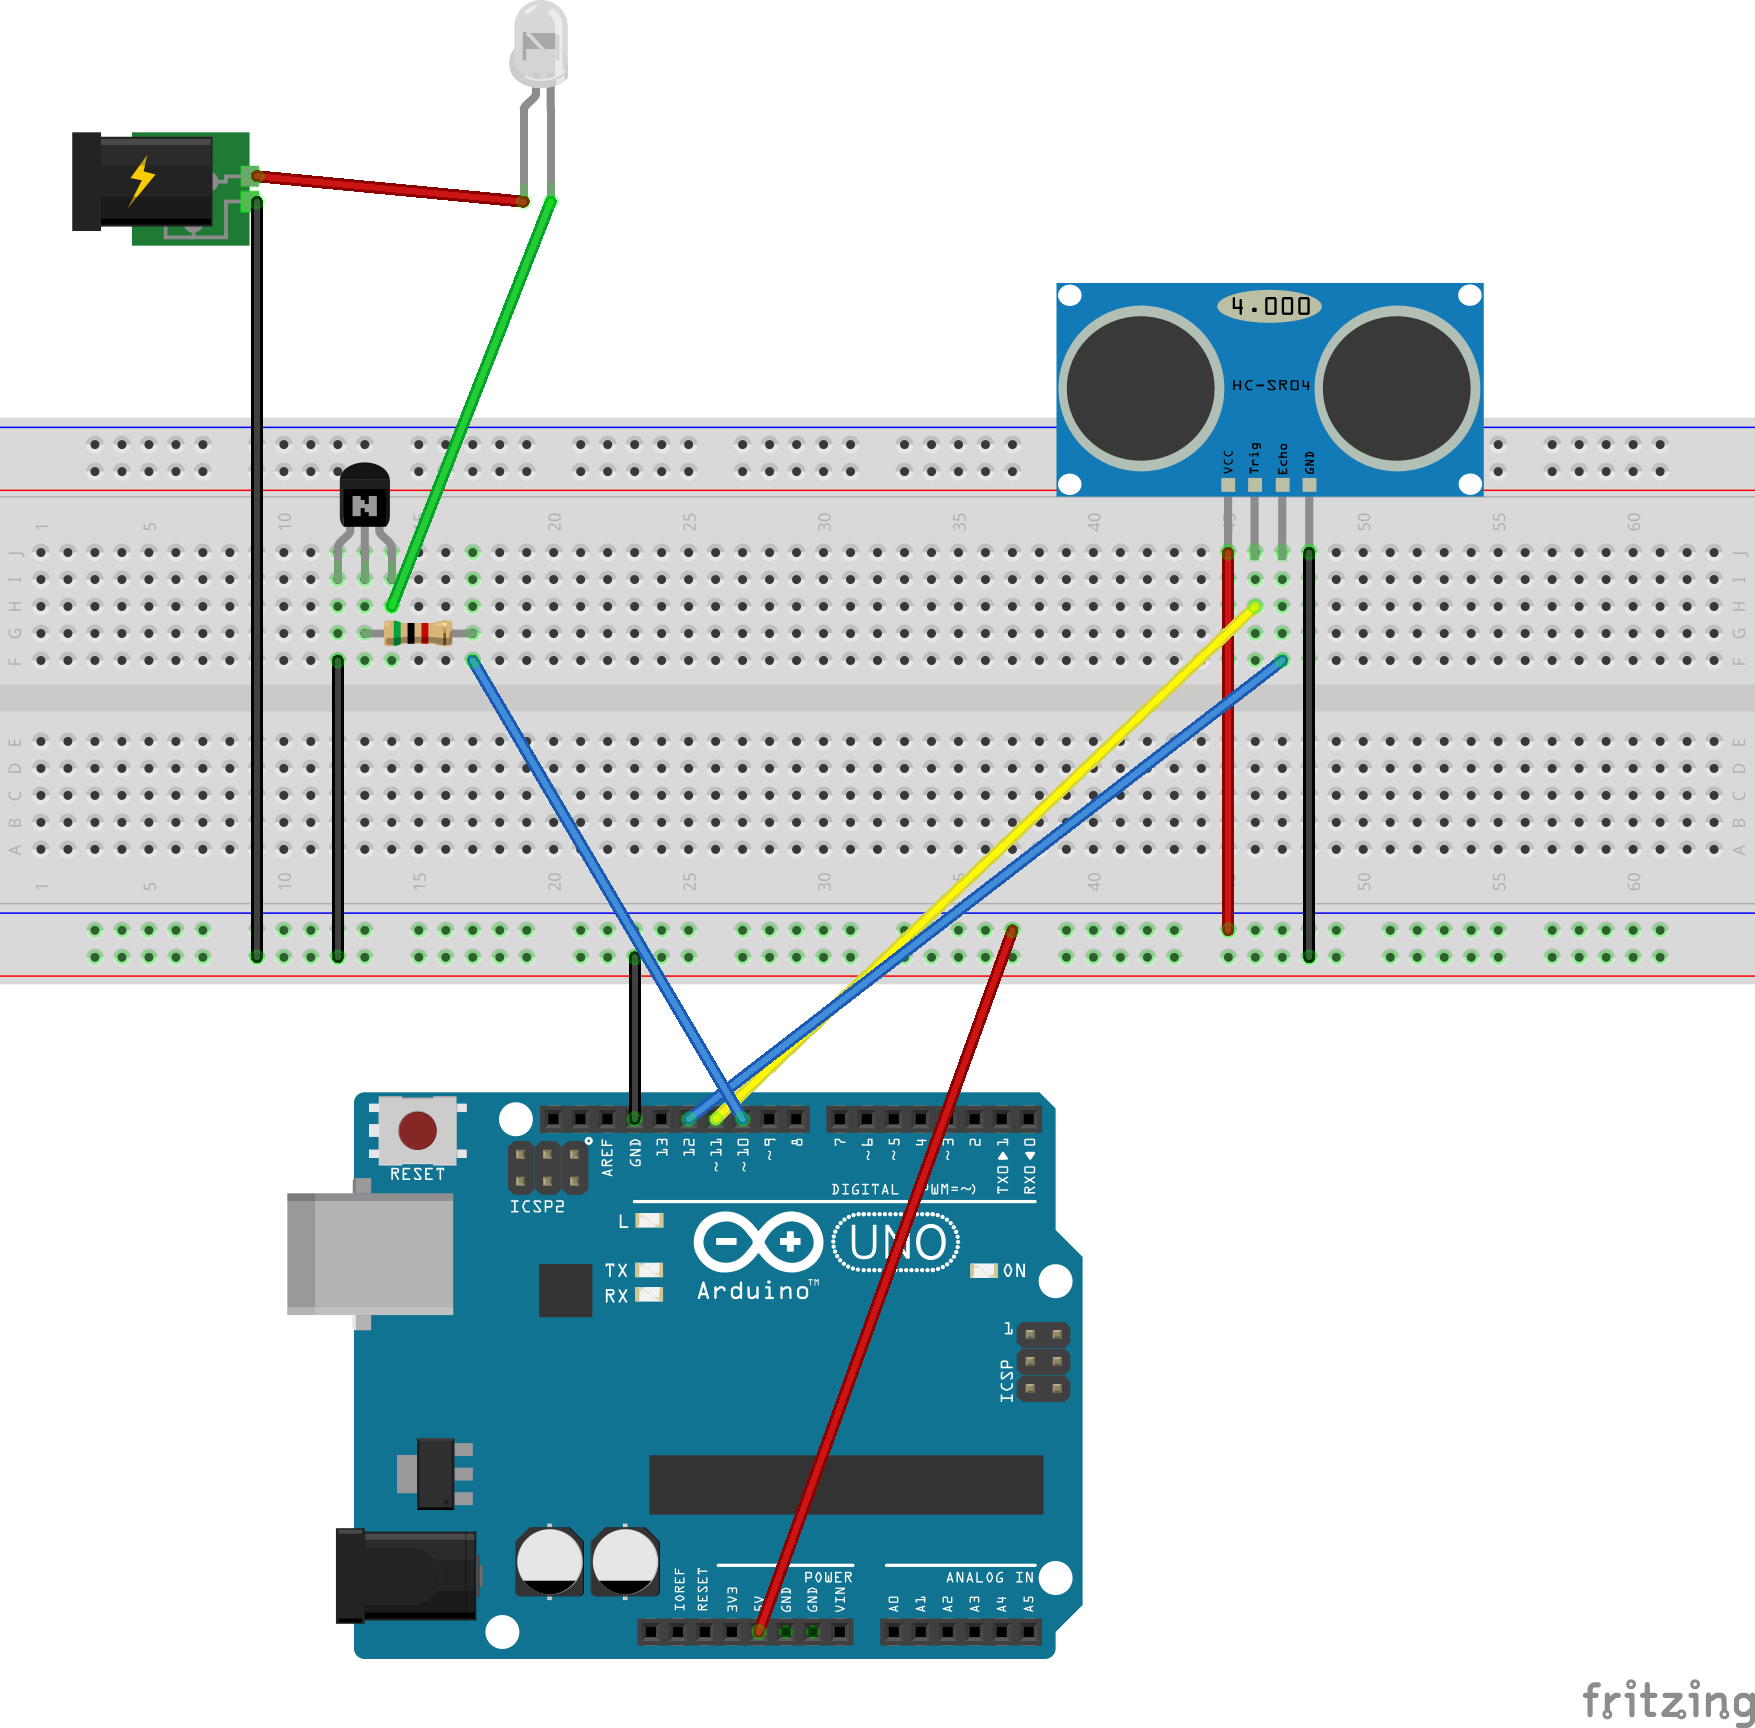 4.000
HC-SR04
VCC Trig Echo GND
N
1 5 10 15 20 25 30 35 40 45 50 55 60
J J
I I
H H
G G
F F
E E
D D
C C
B B
A A
1 5 10 15 20 25 30 35 40 50 55 60
RESET
ICSP2
AREF GND 13 12 ~11 ~10 ~9 8 7 ~6 ~5 4 ~3 2 TX0▶1 RX0◀0
DIGITAL (PWM=~)
L
TX
RX
UNO
Arduino™
ON
1
ICSP
POWER
ANALOG IN
IOREF RESET 3V3 5V GND GND VIN A0 A1 A2 A3 A4 A5
fritzing